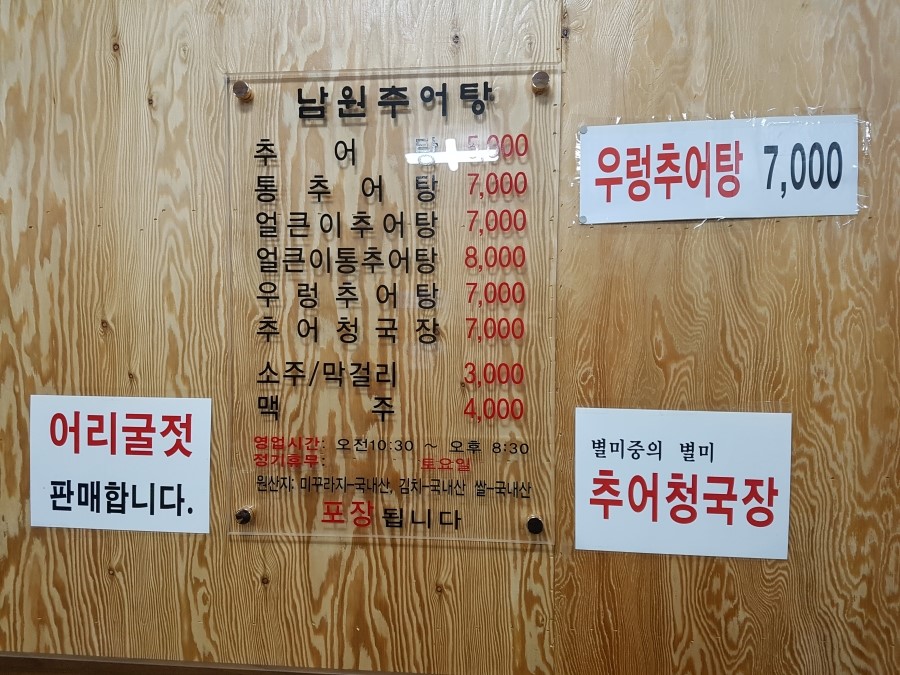 남원추어탕
추어탕 5,000
통추어탕 7,000
얼큰이추어탕 7,000
얼큰이통추어탕 8,000
우렁추어탕 7,000
추어청국장 7,000
소주/막걸리 3,000
맥주 4,000
영업시간: 오전10:30 ~ 오후 8:30
정기휴무: 토요일
원산지: 미꾸라지-국내산, 김치-국내산 쌀-국내산
포장됩니다
우렁추어탕 7,000
어리굴젓
판매합니다.
별미중의 별미
추어청국장